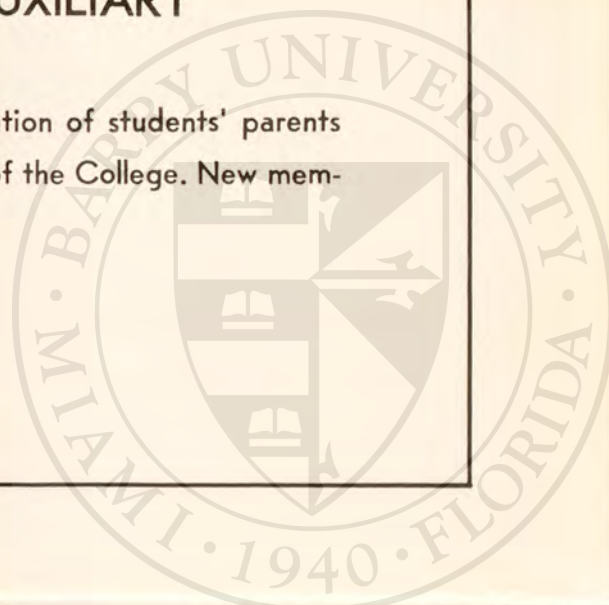 UXILIARY
tion of students' parents
f the College. New mem-
BARRY UNIVERSITY
MIAMI · 1940 · FLORIDA